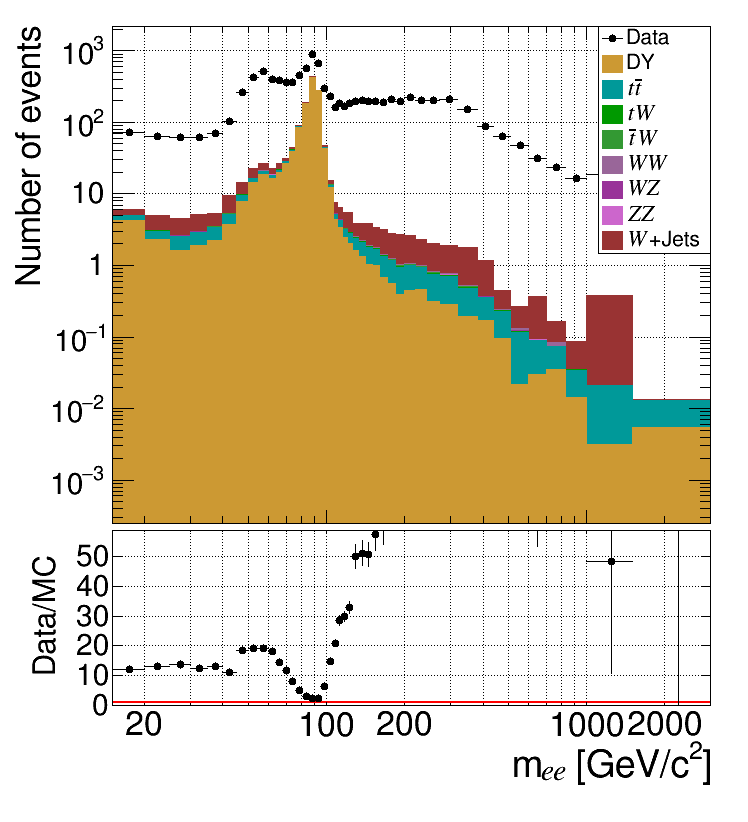 Number of events
10³
10²
10
1
10⁻¹
10⁻²
10⁻³
Data
DY
tt̄
tW
t̄W
WW
WZ
ZZ
W+Jets
Data/MC
50
40
30
20
10
0
20 100 200 1000 2000
mₑₑ [GeV/c²]